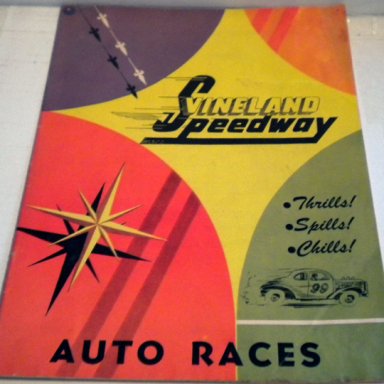 VINELAND
Speedway
•Thrills!
•Spills!
•Chills!
99
AUTO RACES